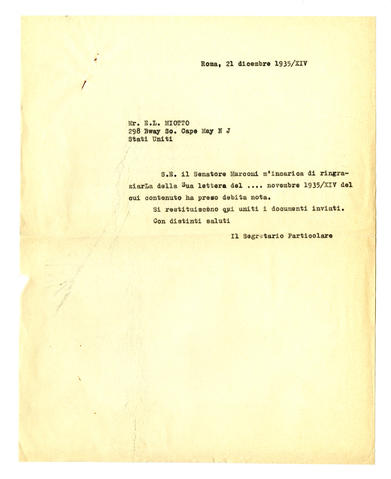 Roma, 21 dicembre 1935/XIV
Mr. E.L. MIOTTO
298 Bway So. Cape May N J
Stati Uniti
S.E. il Senatore Marconi m'incarica di ringra-
ziarLa della Sua lettera del .... novembre 1935/XIV del
cui contenuto ha preso debita nota.
Si restituiscono qui uniti i documenti inviati.
Con distinti saluti
Il Segretario Particolare